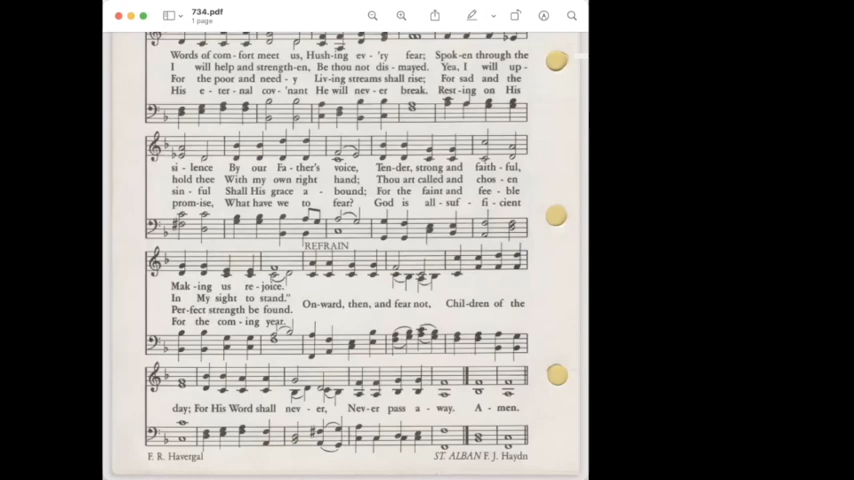 734.pdf
1 page
Words of com - fort meet us, Hush-ing ev - 'ry fear; Spok-en through the
I will help and strength-en, Be thou not dis - mayed. Yea, I will up -
For the poor and need - y Liv-ing streams shall rise; For sad and the
His e - ter - nal cov - 'nant He will nev - er break. Rest-ing on His
si - lence By our Fa - ther's voice, Ten-der, strong and faith - ful,
hold thee With my own right hand; Thou art called and chos - en
sin - ful Shall His grace a - bound; For the faint and fee - ble
prom-ise, What have we to fear? God is all - suf - fi - cient
REFRAIN
Mak - ing us re - joice.
In My sight to stand."
Per-fect strength be found.
For the com - ing year.
On-ward, then, and fear not, Chil-dren of the
day; For His Word shall nev - er, Nev-er pass a - way. A - men.
F. R. Havergal ST. ALBAN F. J. Haydn